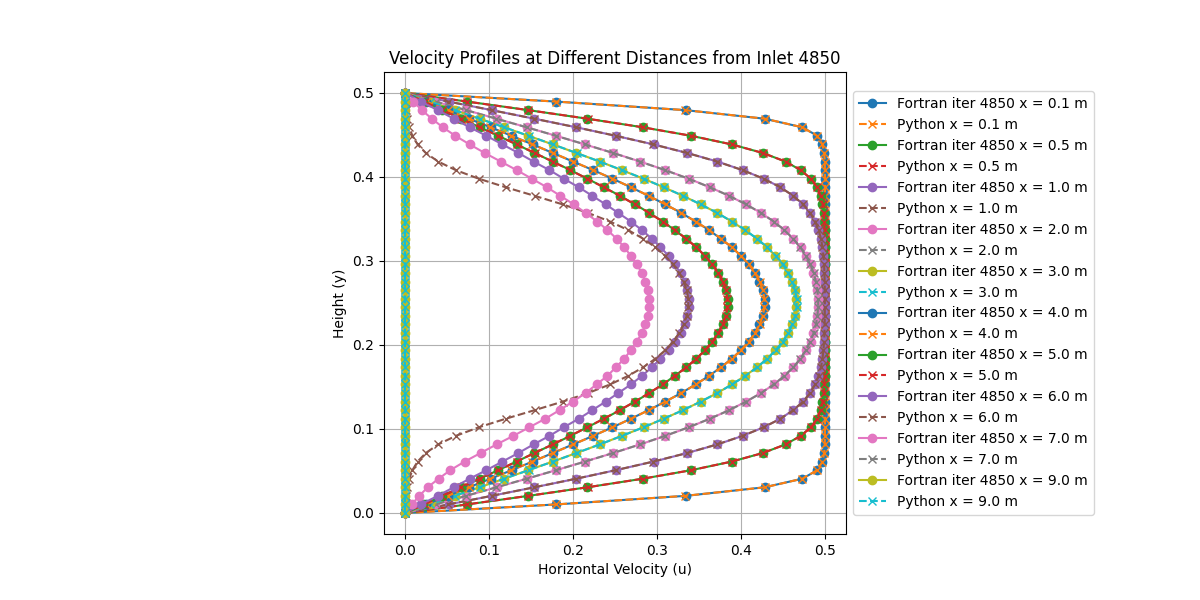 Velocity Profiles at Different Distances from Inlet 4850
0.5
0.4
0.3
0.2
0.1
0.0
Height (y)
0.0 0.1 0.2 0.3 0.4 0.5
Horizontal Velocity (u)
Fortran iter 4850 x = 0.1 m
Python x = 0.1 m
Fortran iter 4850 x = 0.5 m
Python x = 0.5 m
Fortran iter 4850 x = 1.0 m
Python x = 1.0 m
Fortran iter 4850 x = 2.0 m
Python x = 2.0 m
Fortran iter 4850 x = 3.0 m
Python x = 3.0 m
Fortran iter 4850 x = 4.0 m
Python x = 4.0 m
Fortran iter 4850 x = 5.0 m
Python x = 5.0 m
Fortran iter 4850 x = 6.0 m
Python x = 6.0 m
Fortran iter 4850 x = 7.0 m
Python x = 7.0 m
Fortran iter 4850 x = 9.0 m
Python x = 9.0 m